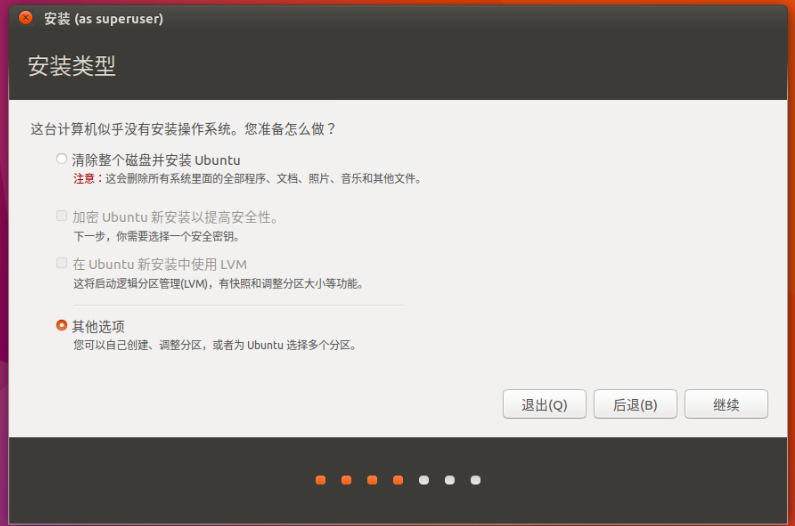 安装 (as superuser)
安装类型
这台计算机似乎没有安装操作系统。您准备怎么做？
清除整个磁盘并安装 Ubuntu
注意：这会删除所有系统里面的全部程序、文档、照片、音乐和其他文件。
加密 Ubuntu 新安装以提高安全性。
下一步，你需要选择一个安全密钥。
在 Ubuntu 新安装中使用 LVM
这将启动逻辑分区管理(LVM)，有快照和调整分区大小等功能。
其他选项
您可以自己创建、调整分区，或者为 Ubuntu 选择多个分区。
退出(Q) 后退(B) 继续